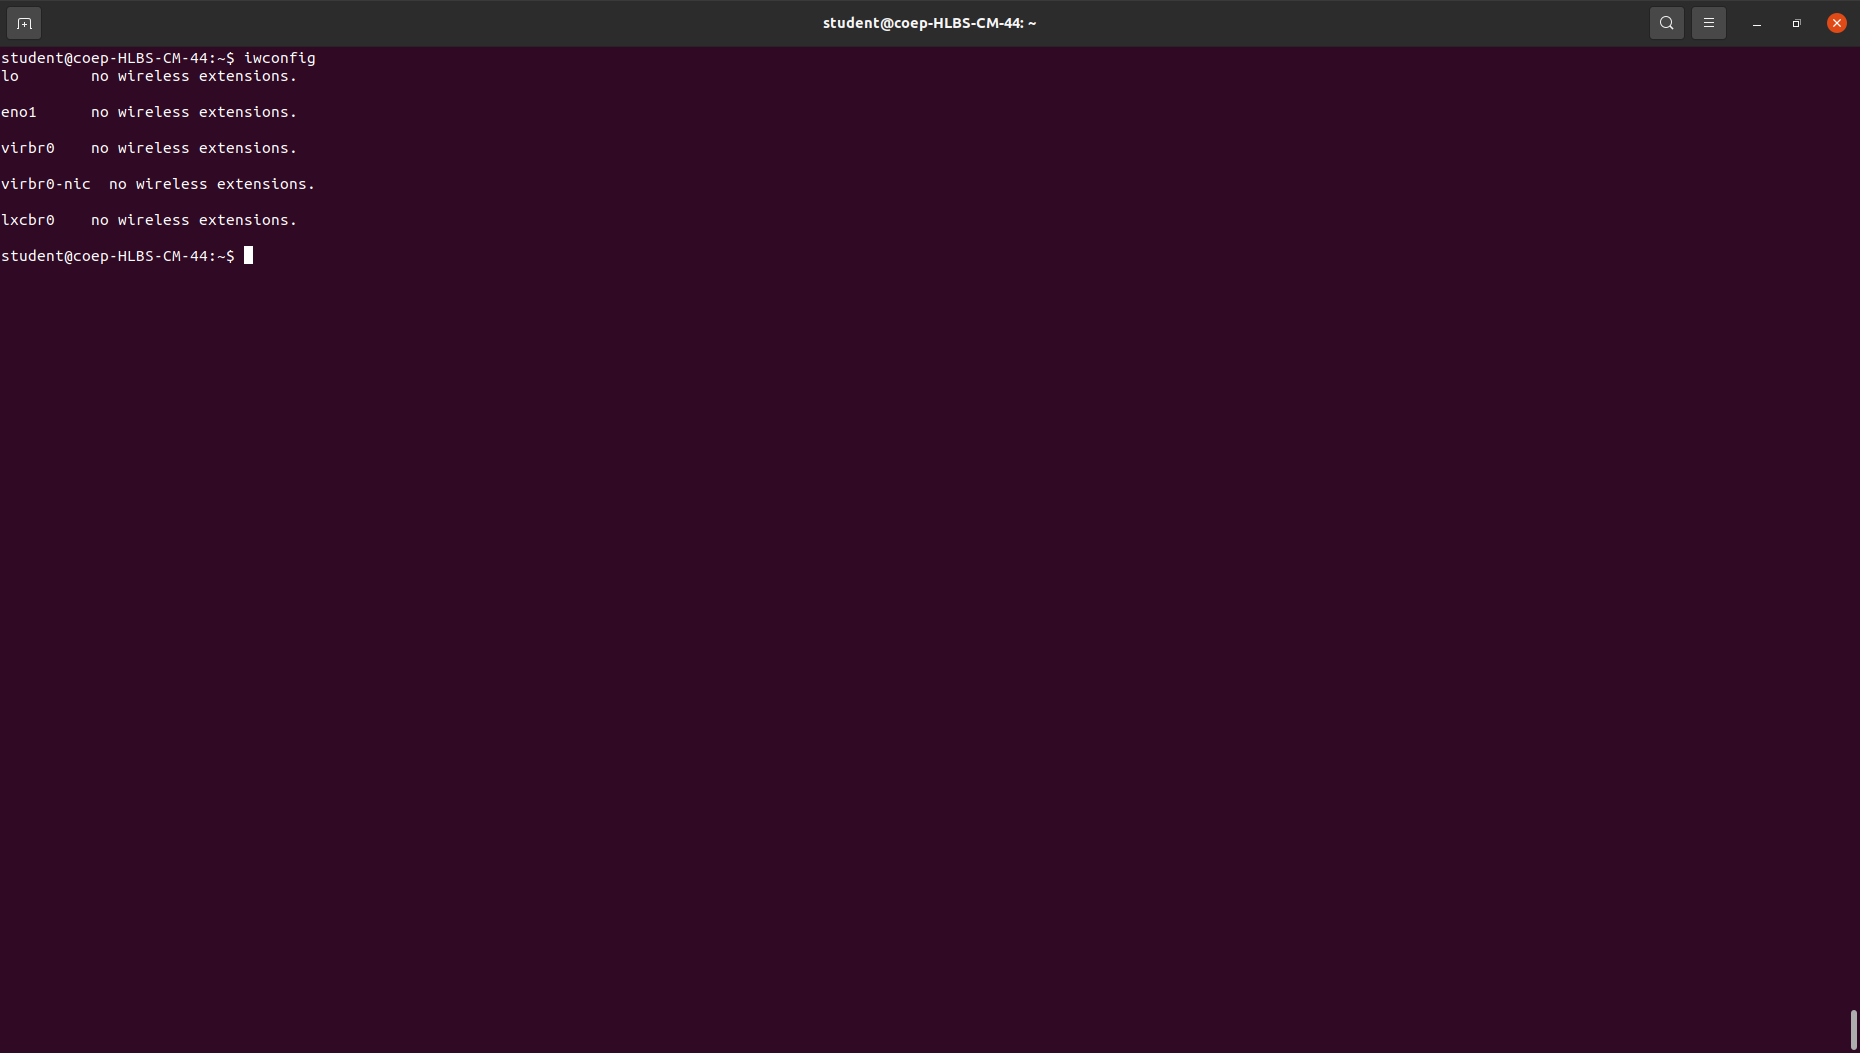 student@coep-HLBS-CM-44: ~
student@coep-HLBS-CM-44:~$ iwconfig
lo        no wireless extensions.
eno1      no wireless extensions.
virbr0    no wireless extensions.
virbr0-nic  no wireless extensions.
lxcbr0    no wireless extensions.
student@coep-HLBS-CM-44:~$